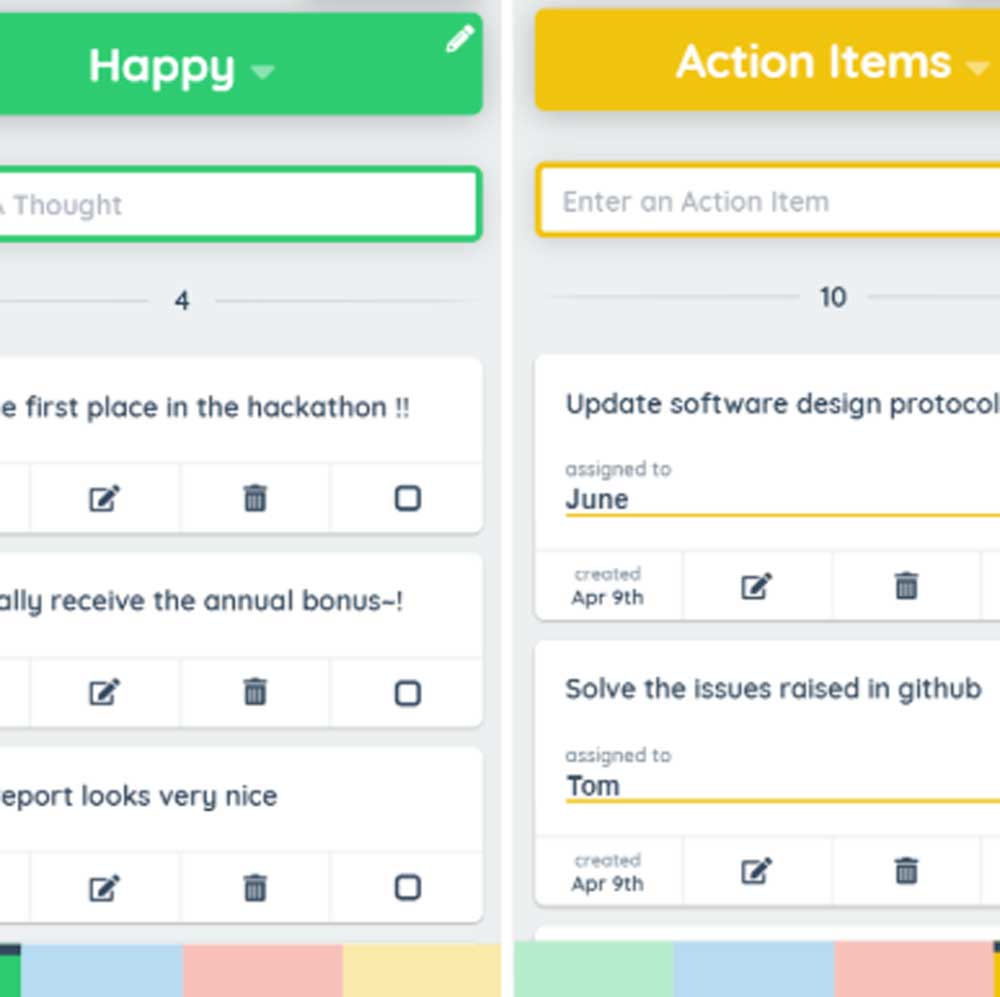 Happy
Thought
4
first place in the hackathon !!
receive the annual bonus~!
looks very nice
Action Items
Enter an Action Item
10
Update software design protocol
assigned to
June
created
Apr 9th
Solve the issues raised in github
assigned to
Tom
created
Apr 9th